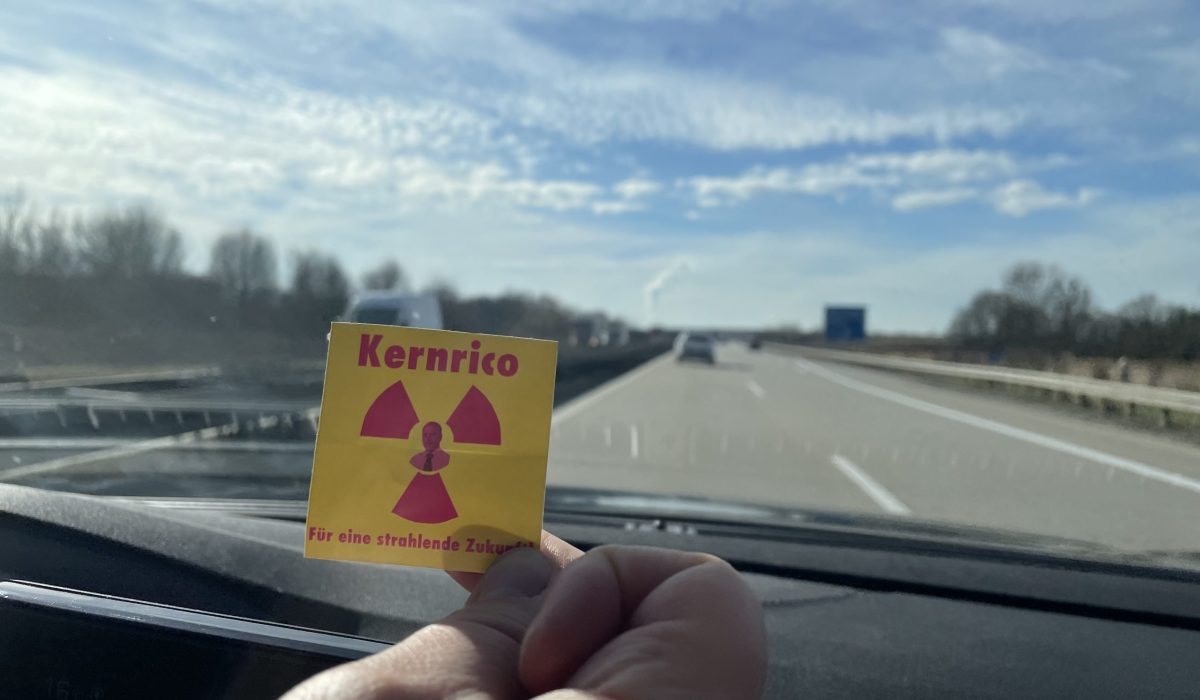 Kernrico
Für eine strahlende